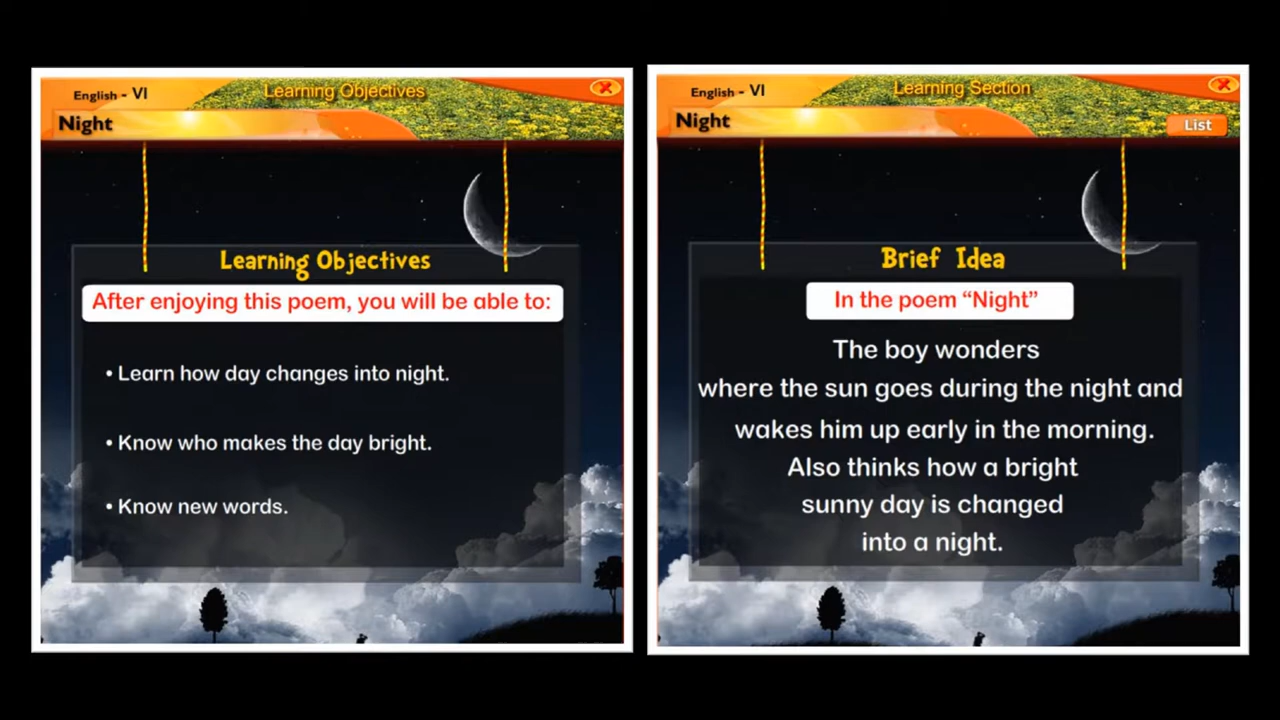 English - VI
Learning Objectives
Night
Learning Objectives
After enjoying this poem, you will be able to:
• Learn how day changes into night.
• Know who makes the day bright.
• Know new words.
English - VI
Learning Section
Night
List
Brief Idea
In the poem “Night”
The boy wonders
where the sun goes during the night and
wakes him up early in the morning.
Also thinks how a bright
sunny day is changed
into a night.